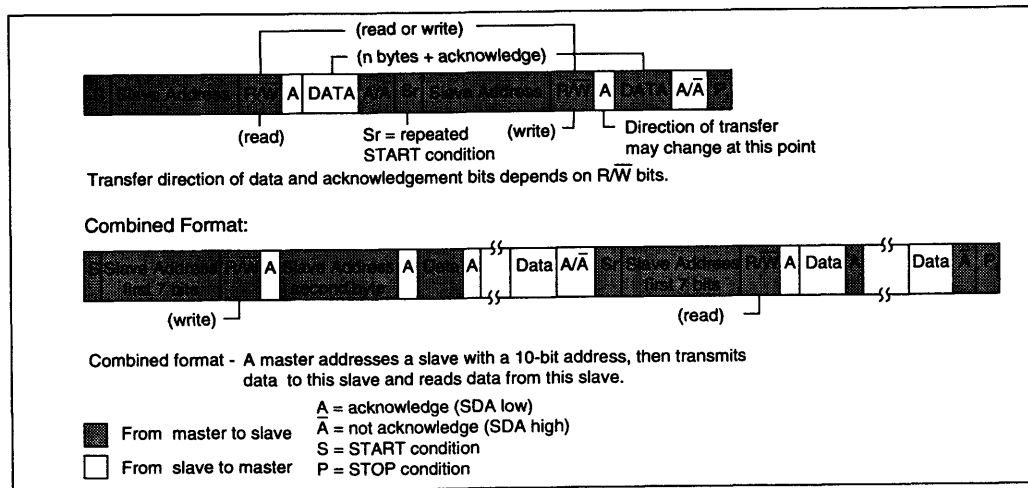 (read or write)
(n bytes + acknowledge)
S Slave Address R/W A DATA A/A Sr Slave Address R/W̅ A DATA A/A̅ P
(read)
Sr = repeated
START condition
(write)
Direction of transfer
may change at this point
Transfer direction of data and acknowledgement bits depends on R/W̅ bits.
Combined Format:
S Slave Address R/W A Slave Address A Data A Data A/A̅ Sr Slave Address R/W A Data A Data A P
first 7 bits second byte first 7 bits
(write)
(read)
Combined format - A master addresses a slave with a 10-bit address, then transmits
data to this slave and reads data from this slave.
From master to slave
From slave to master
A = acknowledge (SDA low)
A̅ = not acknowledge (SDA high)
S = START condition
P = STOP condition